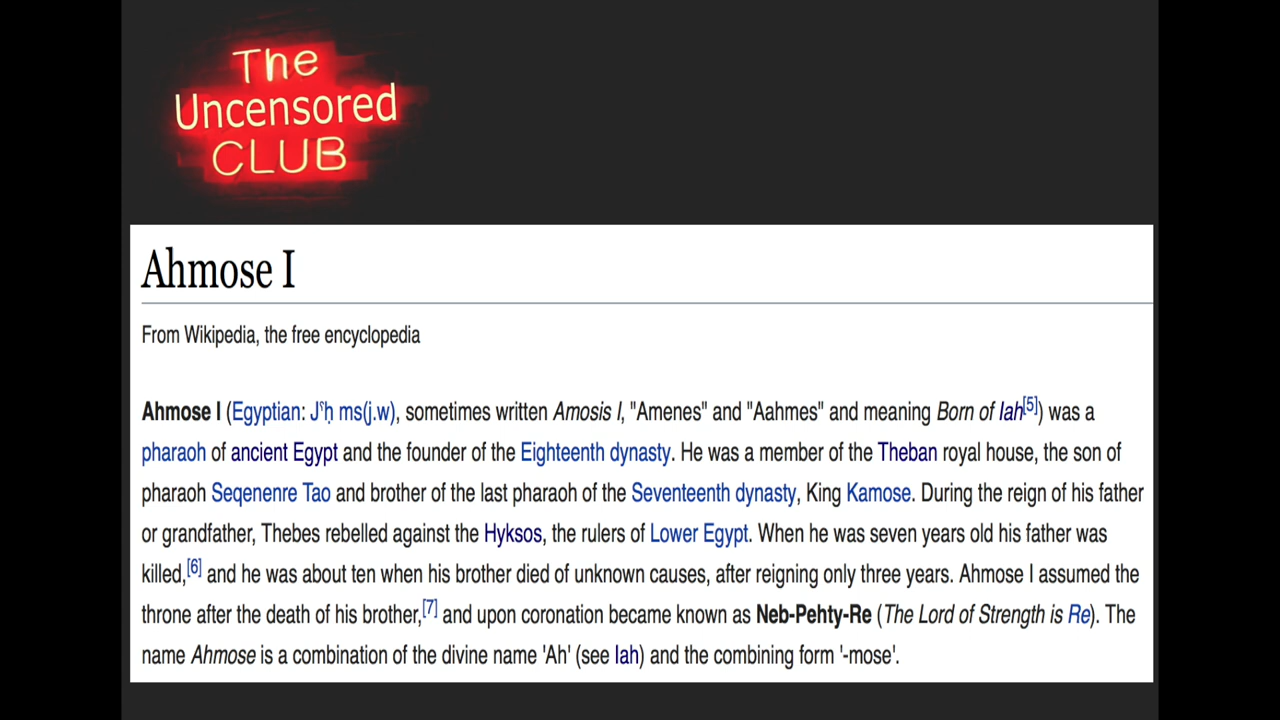 The
Uncensored
CLUB
Ahmose I
From Wikipedia, the free encyclopedia
Ahmose I (Egyptian: Jˁḥ ms(j.w), sometimes written Amosis I, "Amenes" and "Aahmes" and meaning Born of Iah[5]) was a
pharaoh of ancient Egypt and the founder of the Eighteenth dynasty. He was a member of the Theban royal house, the son of
pharaoh Seqenenre Tao and brother of the last pharaoh of the Seventeenth dynasty, King Kamose. During the reign of his father
or grandfather, Thebes rebelled against the Hyksos, the rulers of Lower Egypt. When he was seven years old his father was
killed,[6] and he was about ten when his brother died of unknown causes, after reigning only three years. Ahmose I assumed the
throne after the death of his brother,[7] and upon coronation became known as Neb-Pehty-Re (The Lord of Strength is Re). The
name Ahmose is a combination of the divine name 'Ah' (see Iah) and the combining form '-mose'.